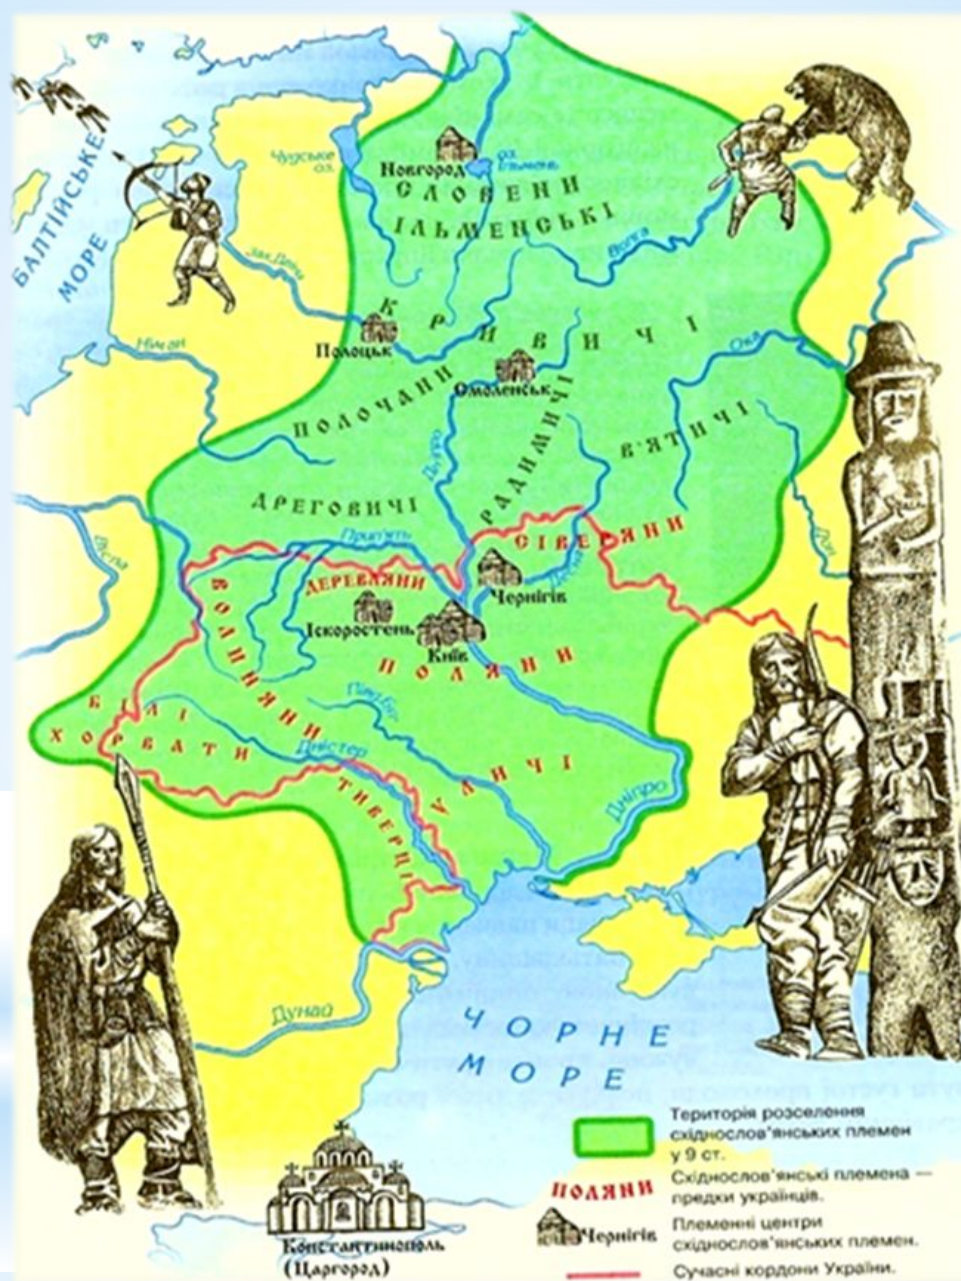 Чудське
оз.
Новгород
оз.
Ільмень
СЛОВЕНИ
ІЛЬМЕНСЬКІ
БАЛТІЙСЬКЕ
МОРЕ
Зах. Двіна
Волга
КРИВИЧІ
Полоцьк
Німан
Смоленськ
Ока
ПОЛОЧАНИ
РАДИМИЧІ
В'ЯТИЧІ
Дніпро
ДРЕГОВИЧІ
Прип'ять
СІВЕРЯНИ
Вісла
Дон
Десна
ДЕРЕВЛЯНИ
Чернігів
Іскоростень
Київ
ВОЛИНЯНИ
ПОЛЯНИ
БІЛІ
ХОРВАТИ
Півд. Буг
Дністер
ТИВЕРЦІ
УЛИЧІ
Дніпро
Дунай
ЧОРНЕ
МОРЕ
Константинополь
(Царгород)
Територія розселення
східнослов'янських племен
у 9 ст.
ПОЛЯНИ
Східнослов'янські племена —
предки українців.
Чернігів
Племенні центри
східнослов'янських племен.
Сучасні кордони України.